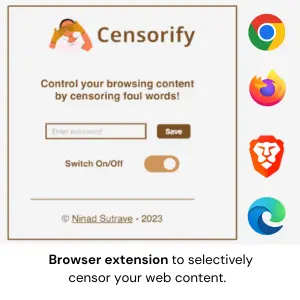 Censorify
Control your browsing content
by censoring foul words!
Enter password
Save
Switch On/Off
© Ninad Sutrave - 2023
Browser extension to selectively
censor your web content.